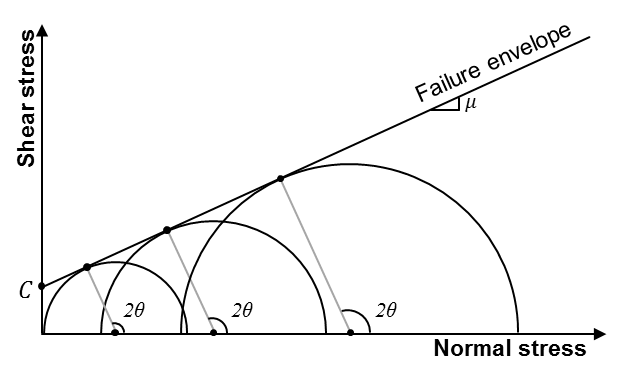 Shear stress
Failure envelope
μ
C
2θ
2θ
2θ
Normal stress